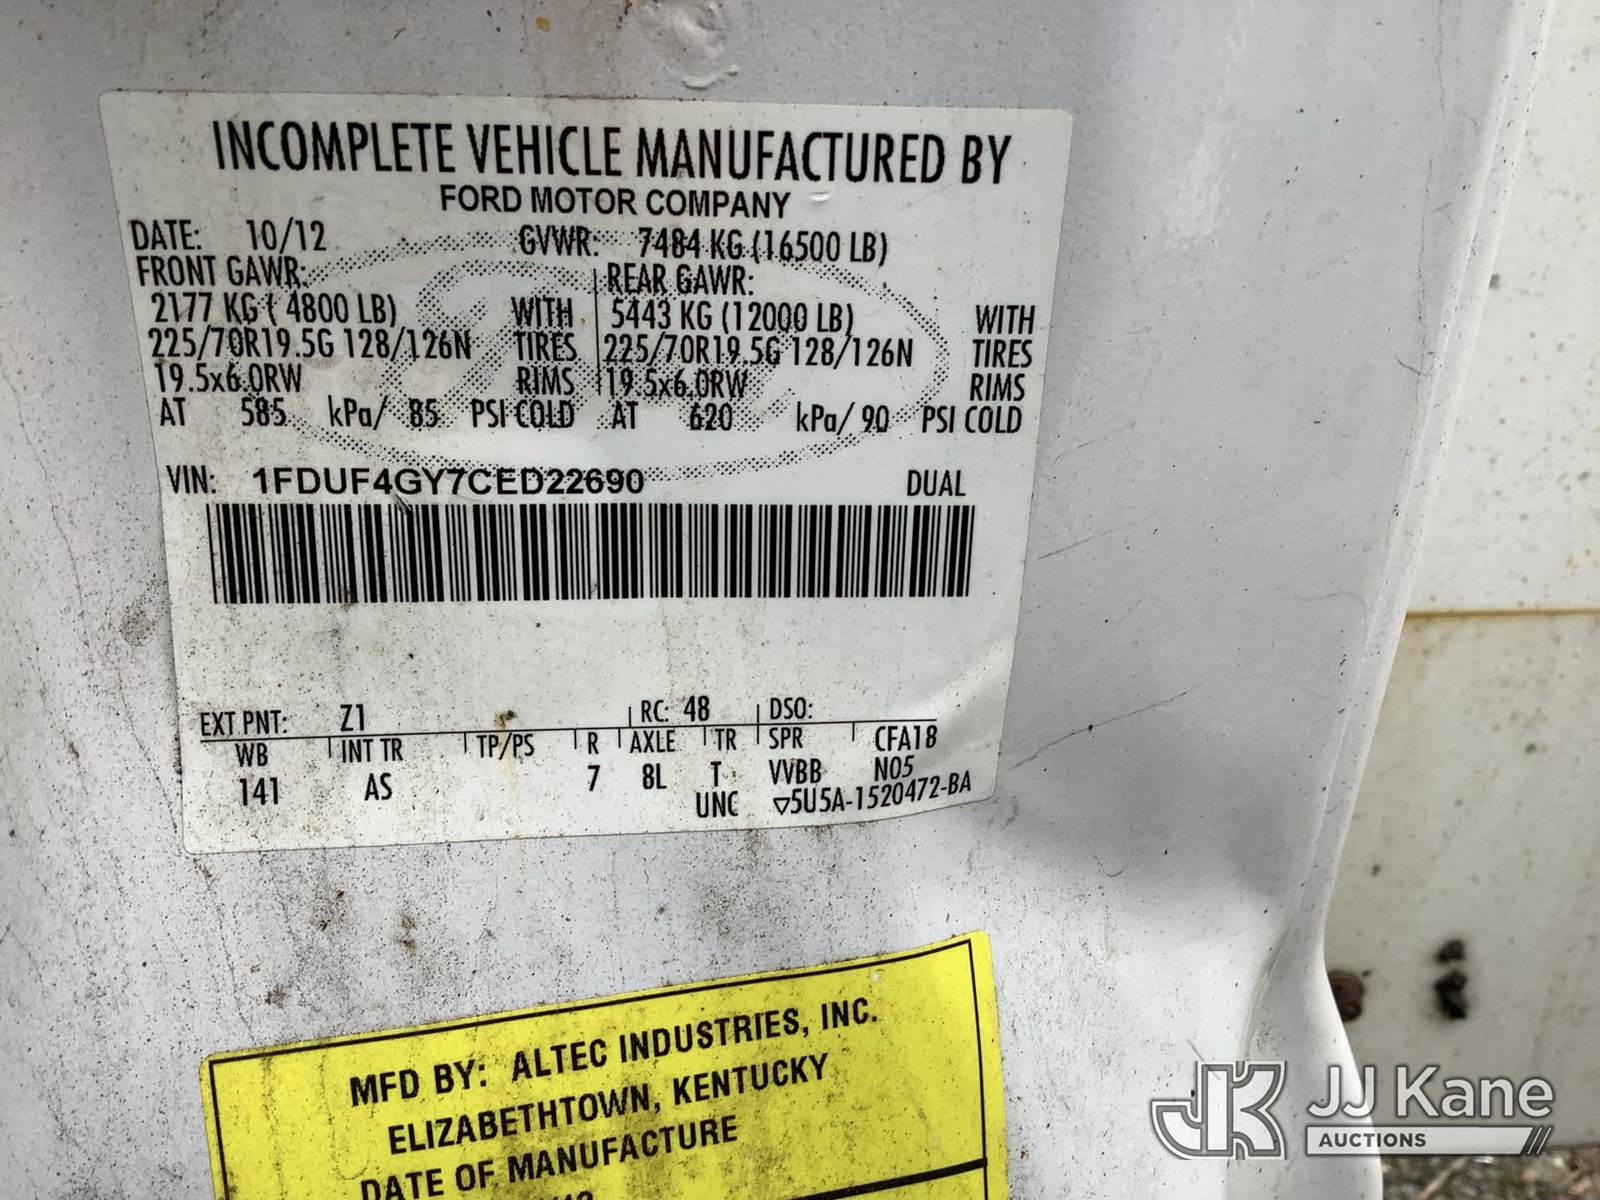 INCOMPLETE VEHICLE MANUFACTURED BY
FORD MOTOR COMPANY
DATE: 10/12 GVWR: 7484 KG (16500 LB)
FRONT GAWR: REAR GAWR:
2177 KG ( 4800 LB) WITH 5443 KG (12000 LB) WITH
225/70R19.5G 128/126N TIRES 225/70R19.5G 128/126N TIRES
19.5x6.0RW RIMS 19.5x6.0RW RIMS
AT 585 kPa/ 85 PSI COLD AT 620 kPa/ 90 PSI COLD
VIN: 1FDUF4GY7CED22690 DUAL
EXT PNT: Z1 RC: 48 DSO:
WB INT TR TP/PS R AXLE TR SPR CFA18
141 AS 7 8L T VVBB N05
UNC ▽5U5A-1520472-BA
MFD BY: ALTEC INDUSTRIES, INC.
ELIZABETHTOWN, KENTUCKY
DATE OF MANUFACTURE
JK JJ Kane
AUCTIONS